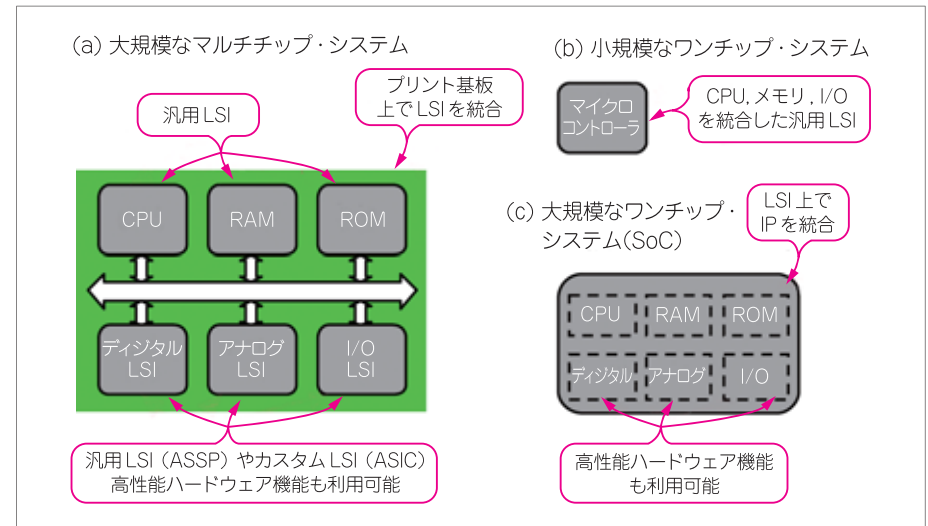 (a) 大規模なマルチチップ・システム
プリント基板
上でLSIを統合
汎用LSI
CPU
RAM
ROM
ディジタル
LSI
アナログ
LSI
I/O
LSI
汎用LSI（ASSP）やカスタムLSI（ASIC）
高性能ハードウェア機能も利用可能
(b) 小規模なワンチップ・システム
マイクロ
コントローラ
CPU，メモリ，I/O
を統合した汎用LSI
(c) 大規模なワンチップ・
システム(SoC)
LSI上で
IPを統合
CPU
RAM
ROM
ディジタル
アナログ
I/O
高性能ハードウェア機能
も利用可能